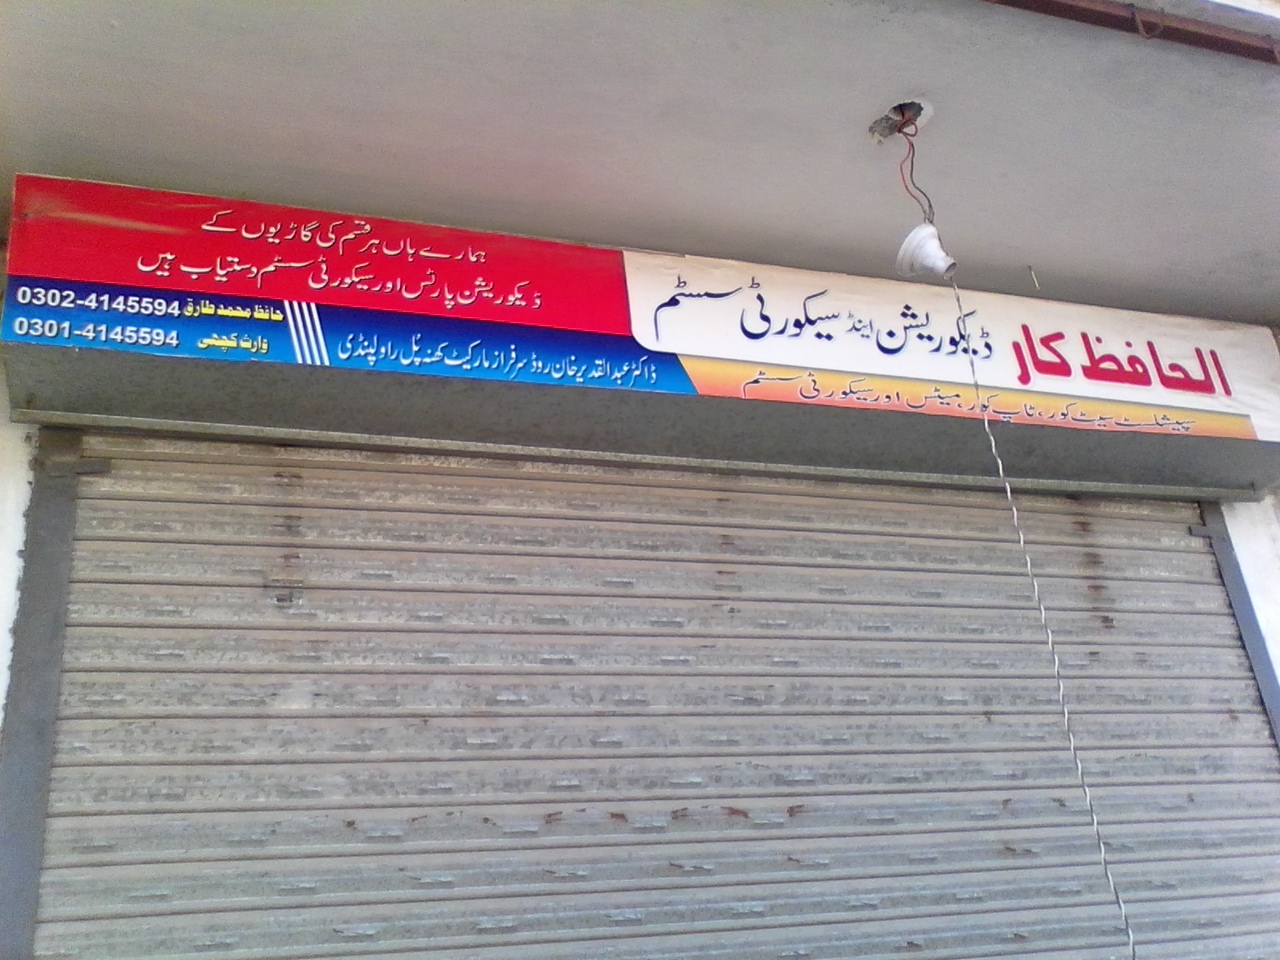 الحافظ کار ڈیکوریشن اینڈ سیکورٹی سسٹم
سپیشلسٹ سیٹ کور، ٹاپ کور، میٹس اور سیکورٹی سسٹم
ہمارے ہاں ہر قسم کی گاڑیوں کے
ڈیکوریشن پارٹس اور سیکورٹی سسٹم دستیاب ہیں
ڈاکٹر عبدالقدیر خان روڈ سرفراز مارکیٹ کھنہ پُل راولپنڈی
حافظ محمد طارق 0302-4145594
وارث کچھی 0301-4145594